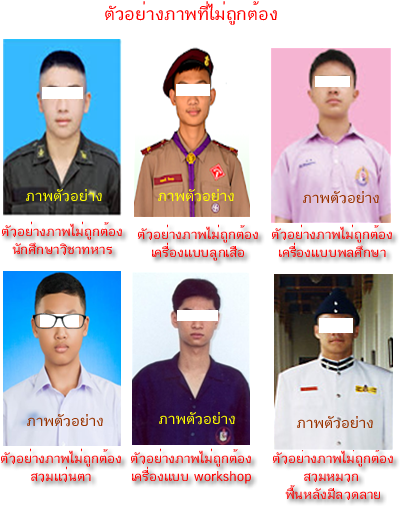 ตัวอย่างภาพที่ไม่ถูกต้อง
ภาพตัวอย่าง
ภาพตัวอย่าง
ภาพตัวอย่าง
ตัวอย่างภาพไม่ถูกต้อง
นักศึกษาวิชาทหาร
ตัวอย่างภาพไม่ถูกต้อง
เครื่องแบบลูกเสือ
ตัวอย่างภาพไม่ถูกต้อง
เครื่องแบบพลศึกษา
ภาพตัวอย่าง
ภาพตัวอย่าง
ภาพตัวอย่าง
ตัวอย่างภาพไม่ถูกต้อง
สวมแว่นตา
ตัวอย่างภาพไม่ถูกต้อง
เครื่องแบบ workshop
ตัวอย่างภาพไม่ถูกต้อง
สวมหมวก
พื้นหลังมีลวดลาย